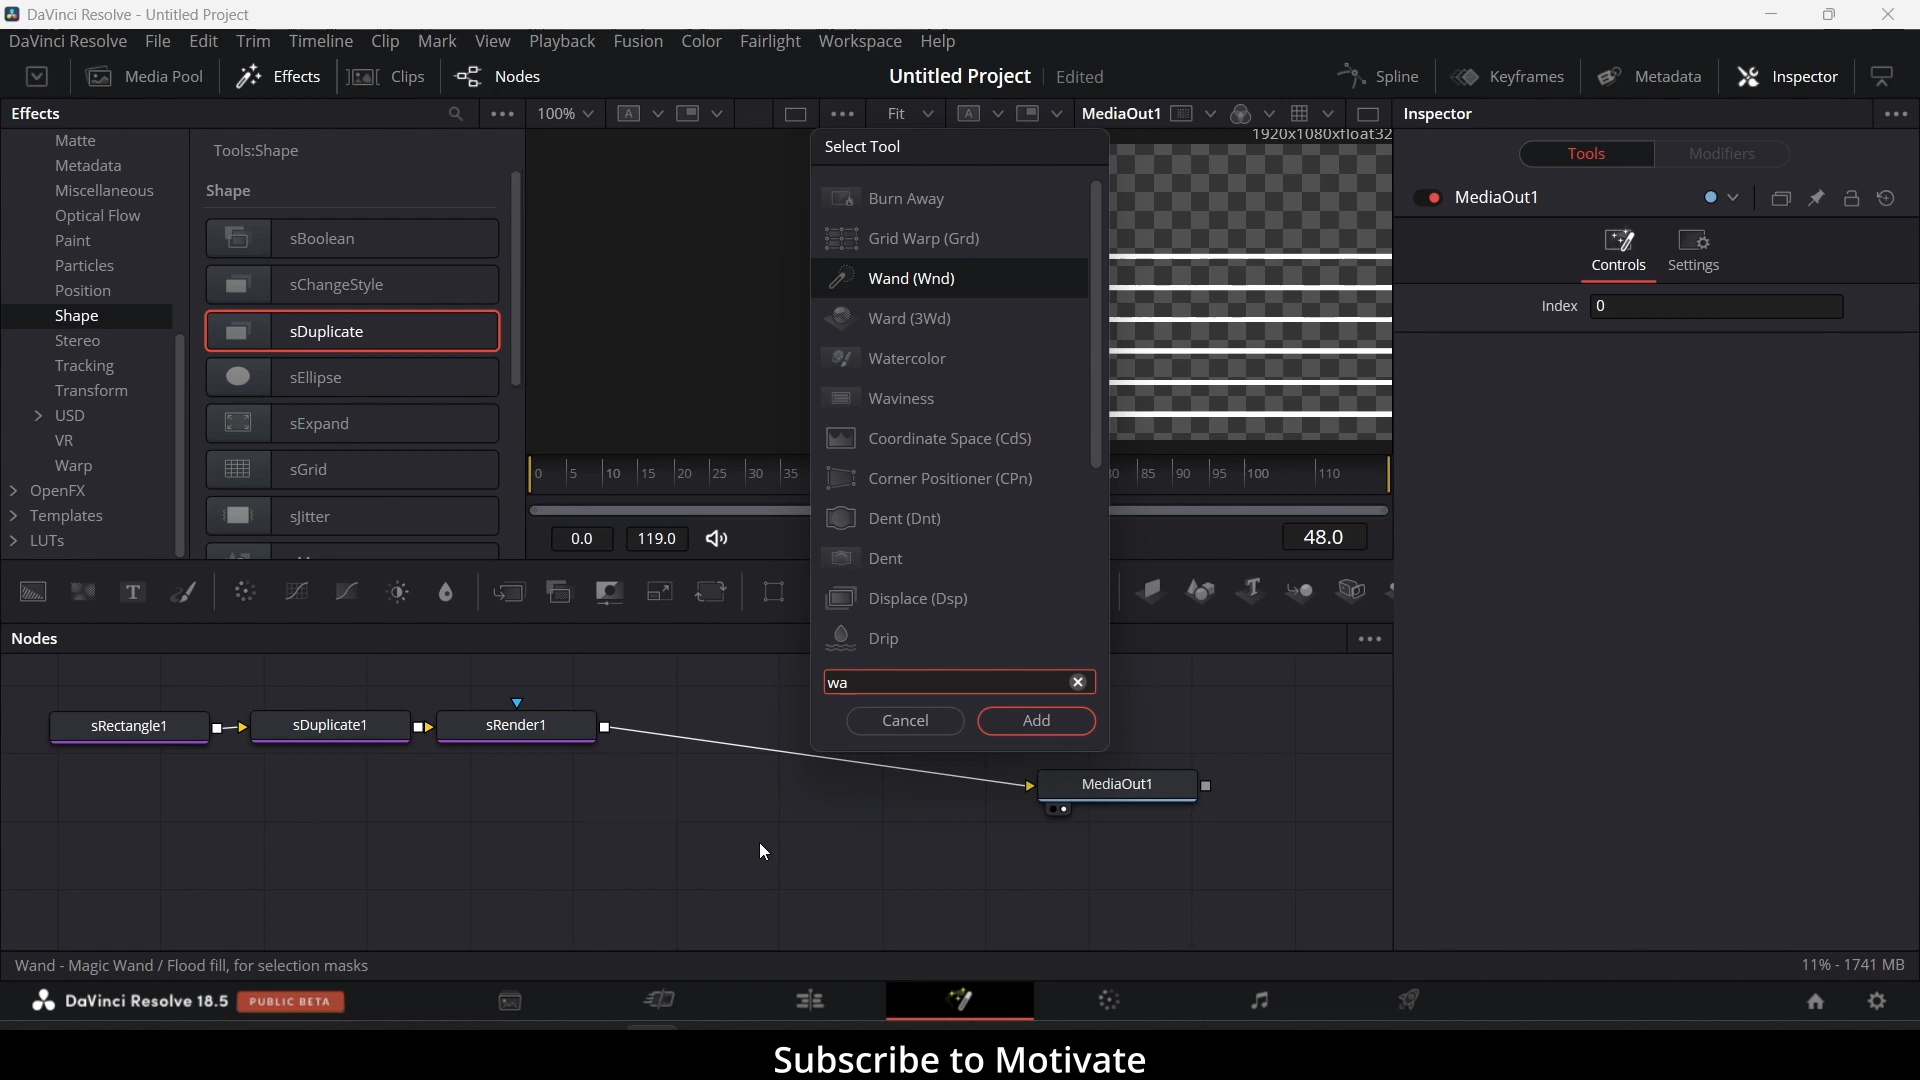 DaVinci Resolve - Untitled Project
DaVinci Resolve File Edit Trim Timeline Clip Mark View Playback Fusion Color Fairlight Workspace Help
Media Pool Effects Clips Nodes Untitled Project Edited Spline Keyframes Metadata Inspector
Effects 100% A Fit A MediaOut1 Inspector
1920x1080xfloat32
Matte
Metadata
Miscellaneous
Optical Flow
Paint
Particles
Position
Shape
Stereo
Tracking
Transform
USD
VR
Warp
OpenFX
Templates
LUTs
Tools:Shape
Shape
sBoolean
sChangeStyle
sDuplicate
sEllipse
sExpand
sGrid
sJitter
Select Tool
Burn Away
Grid Warp (Grd)
Wand (Wnd)
Ward (3Wd)
Watercolor
Waviness
Coordinate Space (CdS)
Corner Positioner (CPn)
Dent (Dnt)
Dent
Displace (Dsp)
Drip
wa
Cancel Add
Tools Modifiers
MediaOut1
Controls Settings
Index 0
0 5 10 15 20 25 30 35 85 90 95 100 110
0.0 119.0 48.0
T T
Nodes
sRectangle1 sDuplicate1 sRender1
MediaOut1
Wand - Magic Wand / Flood fill, for selection masks 11% - 1741 MB
DaVinci Resolve 18.5 PUBLIC BETA
Subscribe to Motivate